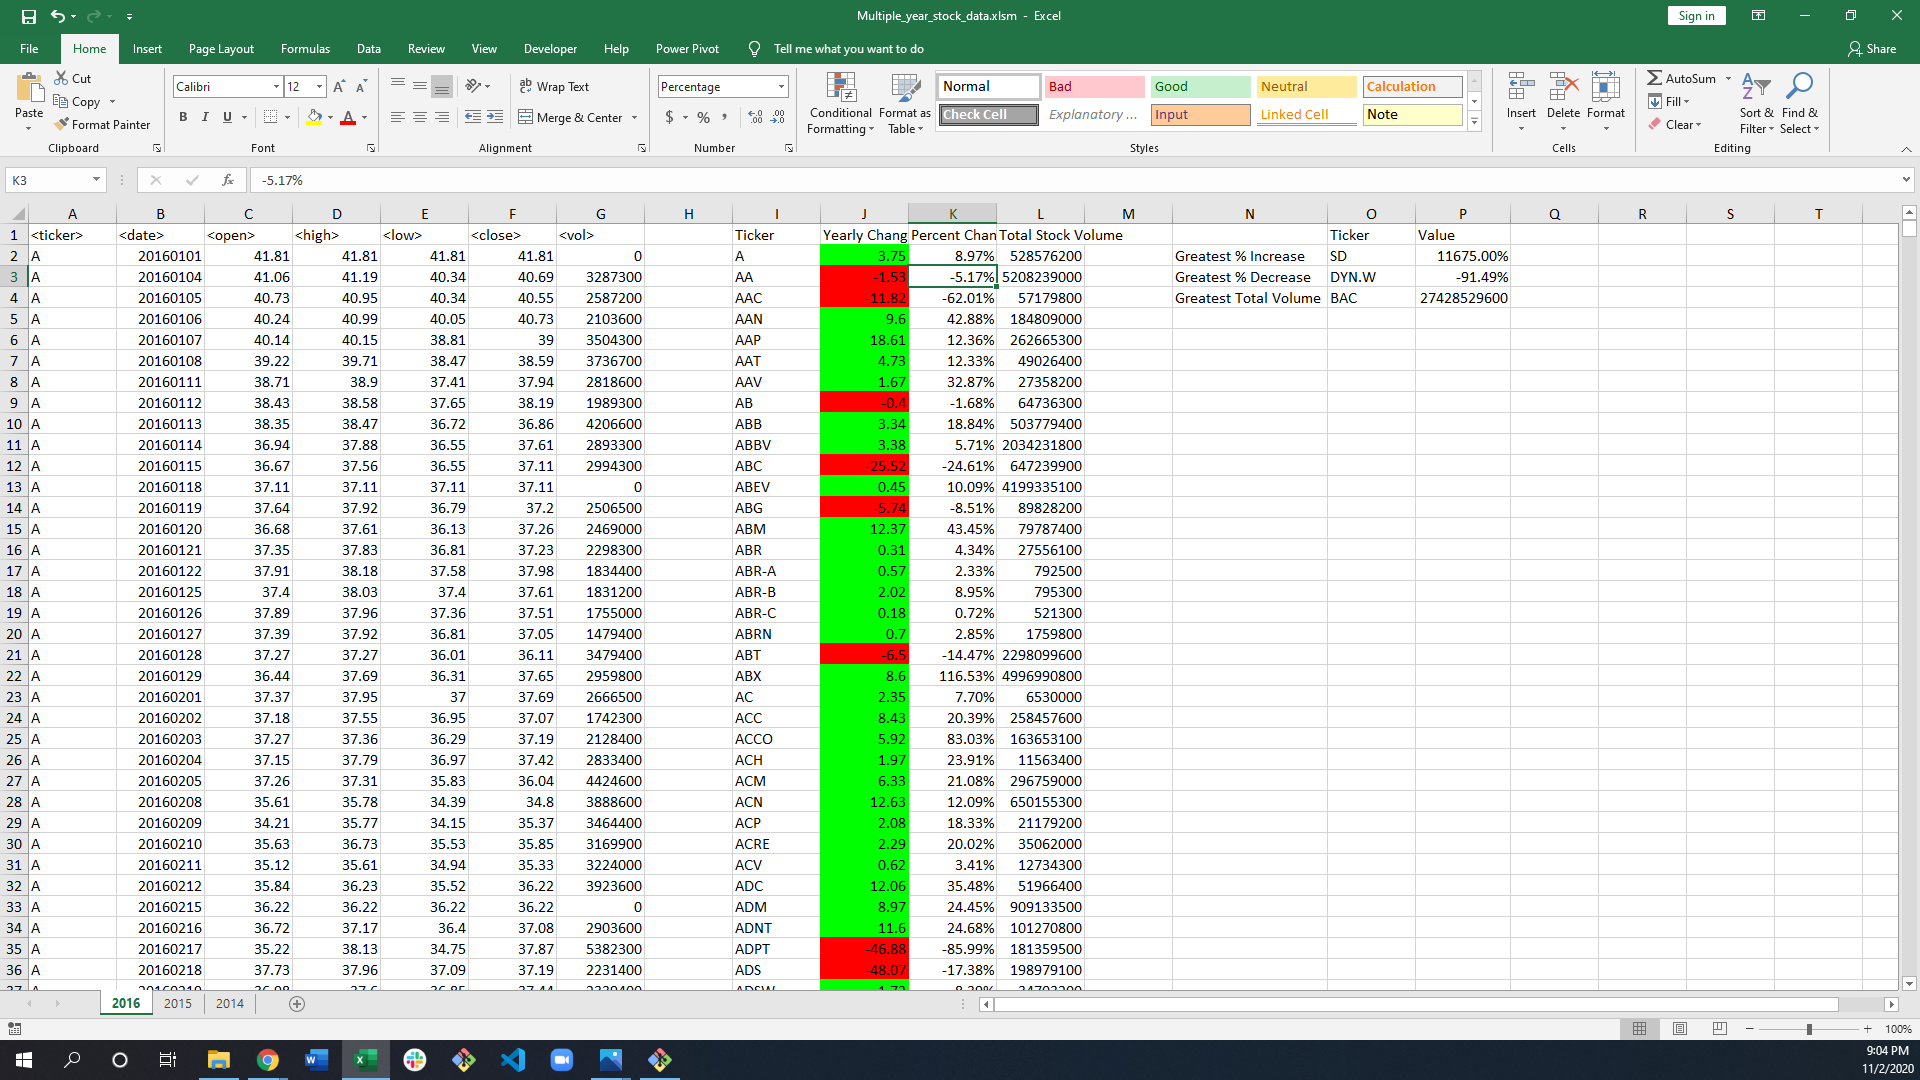 Multiple_year_stock_data.xlsm - Excel
Sign in
File Home Insert Page Layout Formulas Data Review View Developer Help Power Pivot Tell me what you want to do Share
Cut
Copy
Format Painter
Paste
Clipboard
Calibri 12
B I U
Font
Wrap Text
Merge & Center
Alignment
Percentage
$ % ,
Number
Conditional Formatting
Format as Table
Normal Bad Good Neutral Calculation
Check Cell Explanatory ... Input Linked Cell Note
Styles
Insert Delete Format
Cells
AutoSum
Fill
Clear
Sort & Filter
Find & Select
Editing
K3 fx -5.17%
A B C D E F G H I J K L M N O P Q R S T
1 <ticker> <date> <open> <high> <low> <close> <vol> Ticker Yearly Chang Percent Chan Total Stock Volume Ticker Value
2 A 20160101 41.81 41.81 41.81 41.81 0 A 3.75 8.97% 528576200 Greatest % Increase SD 11675.00%
3 A 20160104 41.06 41.19 40.34 40.69 3287300 AA -1.53 -5.17% 5208239000 Greatest % Decrease DYN.W -91.49%
4 A 20160105 40.73 40.95 40.34 40.55 2587200 AAC -11.82 -62.01% 57179800 Greatest Total Volume BAC 27428529600
5 A 20160106 40.24 40.99 40.05 40.73 2103600 AAN 9.6 42.88% 184809000
6 A 20160107 40.14 40.15 38.81 39 3504300 AAP 18.61 12.36% 262665300
7 A 20160108 39.22 39.71 38.47 38.59 3736700 AAT 4.73 12.33% 49026400
8 A 20160111 38.71 38.9 37.41 37.94 2818600 AAV 1.67 32.87% 27358200
9 A 20160112 38.43 38.58 37.65 38.19 1989300 AB -0.4 -1.68% 64736300
10 A 20160113 38.35 38.47 36.72 36.86 4206600 ABB 3.34 18.84% 503779400
11 A 20160114 36.94 37.88 36.55 37.61 2893300 ABBV 3.38 5.71% 2034231800
12 A 20160115 36.67 37.56 36.55 37.11 2994300 ABC -25.52 -24.61% 647239900
13 A 20160118 37.11 37.11 37.11 37.11 0 ABEV 0.45 10.09% 4199335100
14 A 20160119 37.64 37.92 36.79 37.2 2506500 ABG -5.74 -8.51% 89828200
15 A 20160120 36.68 37.61 36.13 37.26 2469000 ABM 12.37 43.45% 79787400
16 A 20160121 37.35 37.83 36.81 37.23 2298300 ABR 0.31 4.34% 27556100
17 A 20160122 37.91 38.18 37.58 37.98 1834400 ABR-A 0.57 2.33% 792500
18 A 20160125 37.4 38.03 37.4 37.61 1831200 ABR-B 2.02 8.95% 795300
19 A 20160126 37.89 37.96 37.36 37.51 1755000 ABR-C 0.18 0.72% 521300
20 A 20160127 37.39 37.92 36.81 37.05 1479400 ABRN 0.7 2.85% 1759800
21 A 20160128 37.27 37.27 36.01 36.11 3479400 ABT -6.5 -14.47% 2298099600
22 A 20160129 36.44 37.69 36.31 37.65 2959800 ABX 8.6 116.53% 4996990800
23 A 20160201 37.37 37.95 37 37.69 2666500 AC 2.35 7.70% 6530000
24 A 20160202 37.18 37.55 36.95 37.07 1742300 ACC 8.43 20.39% 258457600
25 A 20160203 37.27 37.36 36.29 37.19 2128400 ACCO 5.92 83.03% 163653100
26 A 20160204 37.15 37.79 36.97 37.42 2833400 ACH 1.97 23.91% 11563400
27 A 20160205 37.26 37.31 35.83 36.04 4424600 ACM 6.33 21.08% 296759000
28 A 20160208 35.61 35.78 34.39 34.8 3888600 ACN 12.63 12.09% 650155300
29 A 20160209 34.21 35.77 34.15 35.37 3464400 ACP 2.08 18.33% 21179200
30 A 20160210 35.63 36.73 35.53 35.85 3169900 ACRE 2.29 20.02% 35062000
31 A 20160211 35.12 35.61 34.94 35.33 3224000 ACV 0.62 3.41% 12734300
32 A 20160212 35.84 36.23 35.52 36.22 3923600 ADC 12.06 35.48% 51966400
33 A 20160215 36.22 36.22 36.22 36.22 0 ADM 8.97 24.45% 909133500
34 A 20160216 36.72 37.17 36.4 37.08 2903600 ADNT 11.6 24.68% 101270800
35 A 20160217 35.22 38.13 34.75 37.87 5382300 ADPT -46.88 -85.99% 181359500
36 A 20160218 37.73 37.96 37.09 37.19 2231400 ADS -48.07 -17.38% 198979100
2016 2015 2014
100%
9:04 PM
11/2/2020